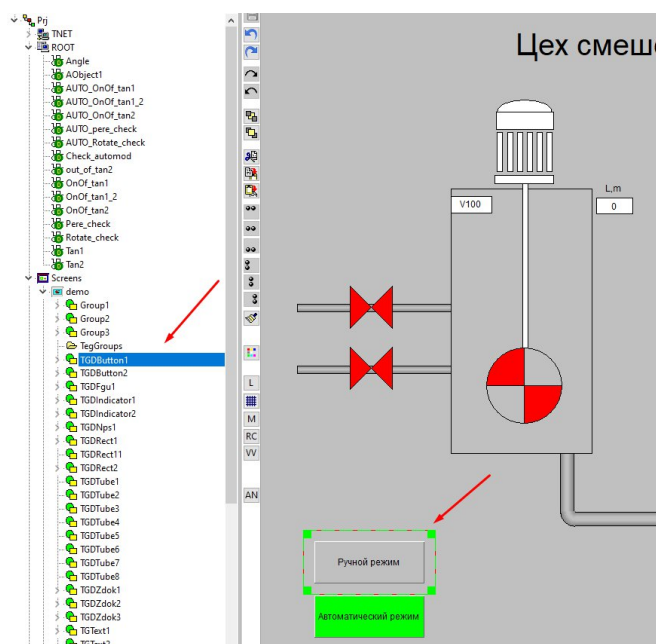 Prj
TNET
ROOT
Angle
AObject1
AUTO_OnOf_tan1
AUTO_OnOf_tan1_2
AUTO_OnOf_tan2
AUTO_pere_check
AUTO_Rotate_check
Check_automod
out_of_tan2
OnOf_tan1
OnOf_tan1_2
OnOf_tan2
Pere_check
Rotate_check
Tan1
Tan2
Screens
demo
Group1
Group2
Group3
TegGroups
TGDButton1
TGDButton2
TGDFgu1
TGDIndicator1
TGDIndicator2
TGDNps1
TGDRect1
TGDRect11
TGDRect2
TGDTube1
TGDTube2
TGDTube3
TGDTube4
TGDTube5
TGDTube6
TGDTube7
TGDTube8
TGDZdok1
TGDZdok2
TGDZdok3
TGText1
L
M
RC
VV
AN
Цех смеше
V100
L,m
0
Ручной режим
Автоматический режим